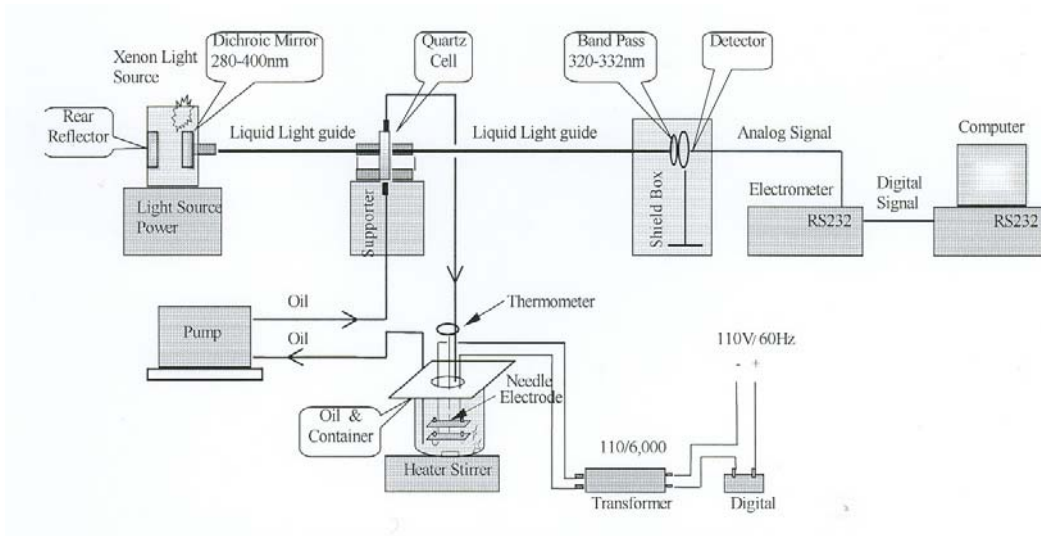 Xenon Light
Source
Dichroic Mirror
280-400nm
Quartz
Cell
Band Pass
320-332nm
Detector
Rear
Reflector
Liquid Light guide
Liquid Light guide
Analog Signal
Computer
Light Source
Power
Supporter
Shield Box
Electrometer
RS232
Digital
Signal
RS232
Oil
Pump
Oil
Thermometer
110V/60Hz
- +
Needle
Electrode
Oil &
Container
Heater Stirrer
110/6,000
Transformer
Digital